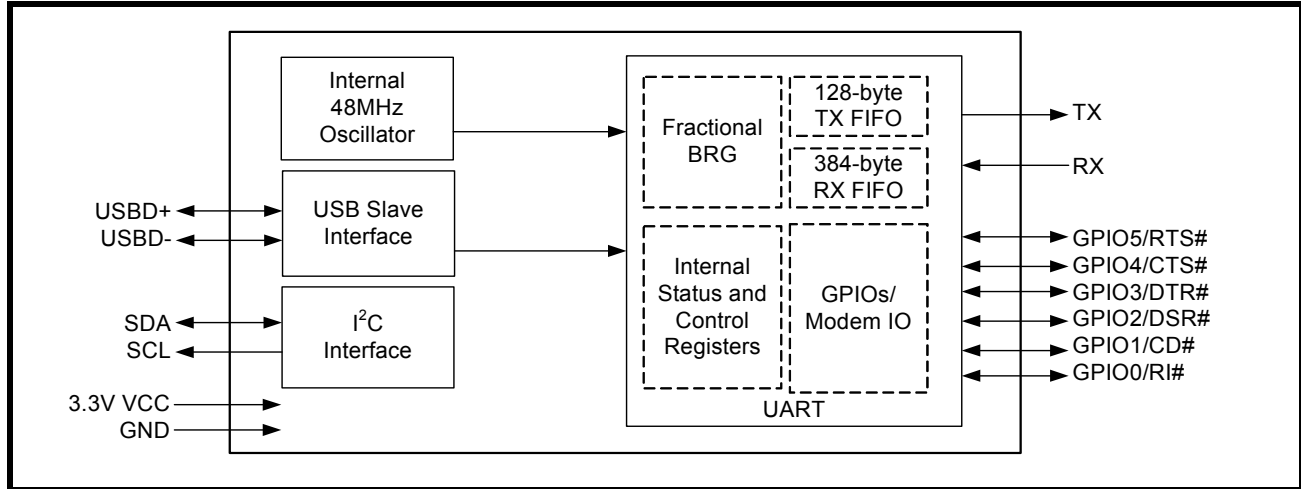 Internal
48MHz
Oscillator
USB Slave
Interface
I²C
Interface
USBD+
USBD-
SDA
SCL
3.3V VCC
GND
Fractional
BRG
128-byte
TX FIFO
384-byte
RX FIFO
Internal
Status and
Control
Registers
GPIOs/
Modem IO
UART
TX
RX
GPIO5/RTS#
GPIO4/CTS#
GPIO3/DTR#
GPIO2/DSR#
GPIO1/CD#
GPIO0/RI#